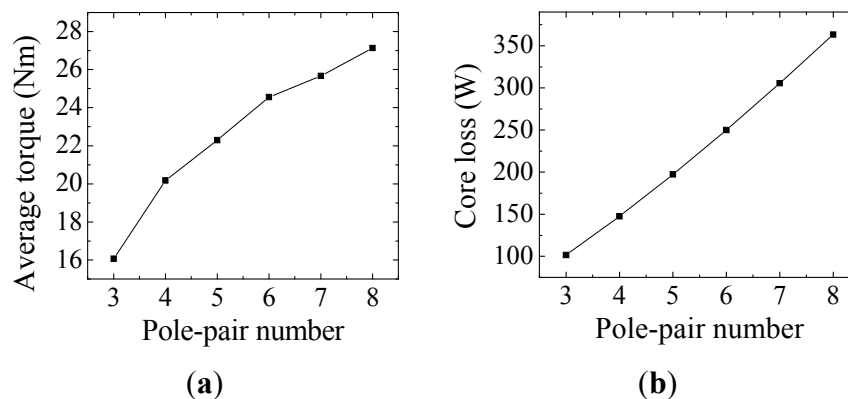 Average torque (Nm)
28
26
24
22
20
18
16
3 4 5 6 7 8
Pole-pair number
(a)
Core loss (W)
350
300
250
200
150
100
3 4 5 6 7 8
Pole-pair number
(b)